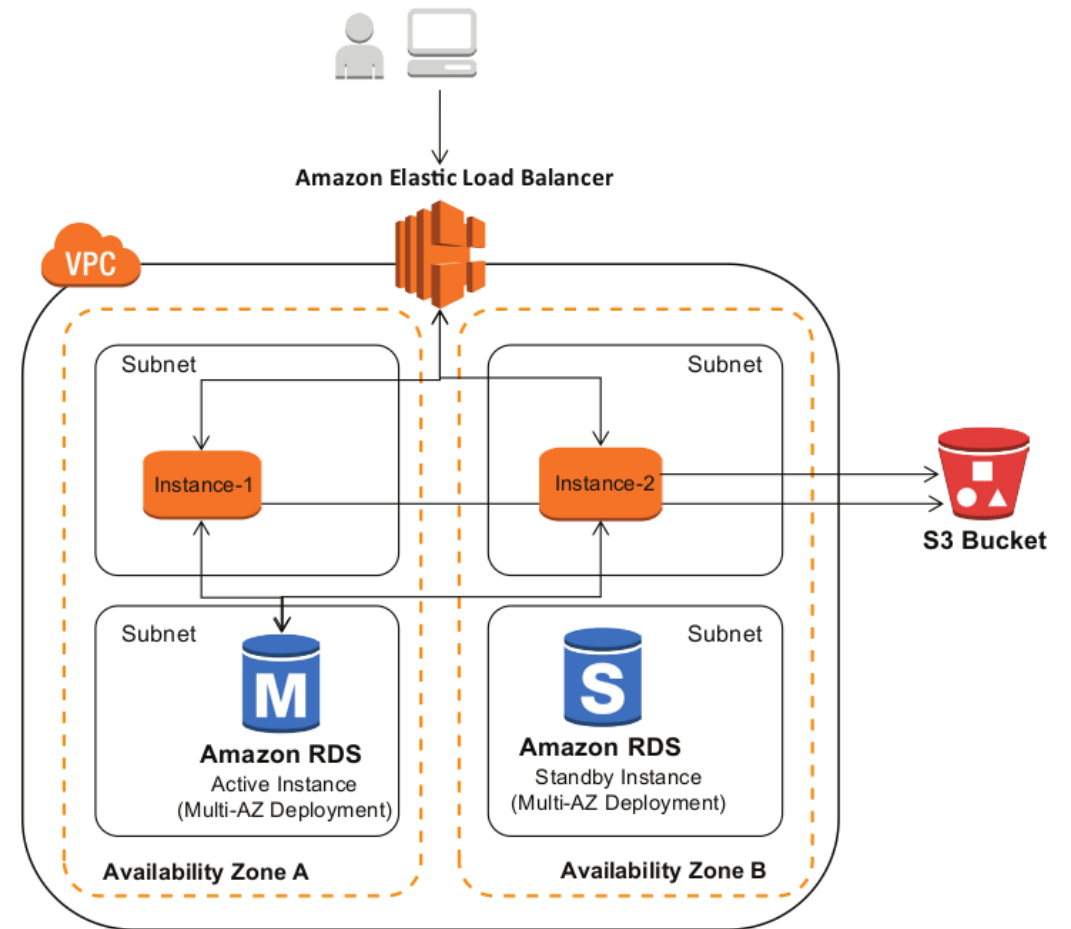 Amazon Elastic Load Balancer
VPC
Subnet
Subnet
Instance-1
Instance-2
S3 Bucket
Subnet
Subnet
M
S
Amazon RDS
Active Instance
(Multi-AZ Deployment)
Amazon RDS
Standby Instance
(Multi-AZ Deployment)
Availability Zone A
Availability Zone B